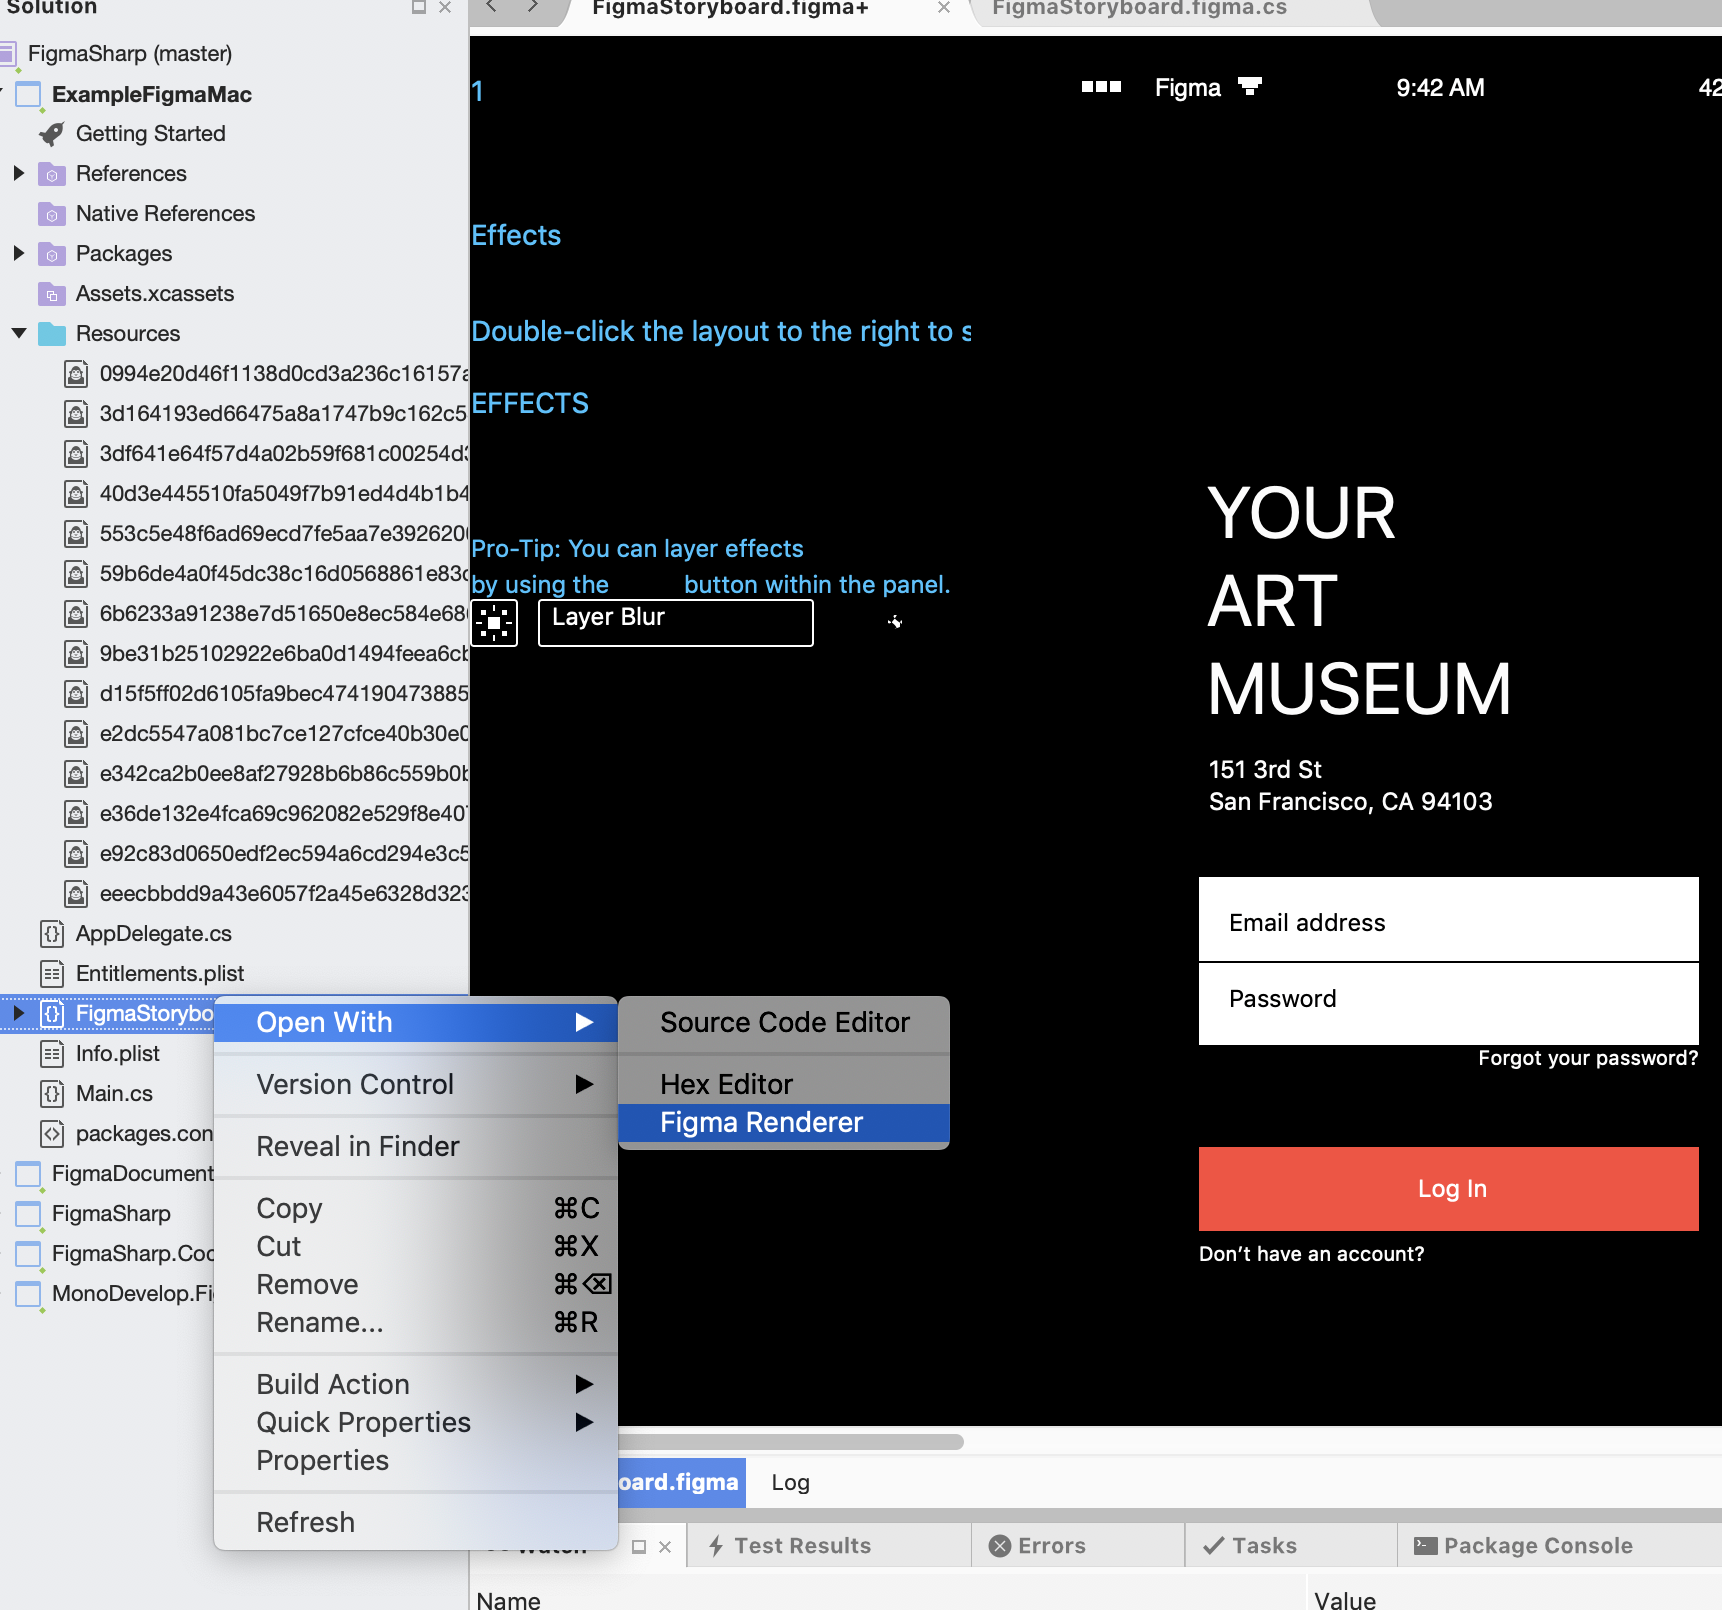 Solution
FigmaSharp (master)
ExampleFigmaMac
Getting Started
References
Native References
Packages
Assets.xcassets
Resources
0994e20d46f1138d0cd3a236c16157a
3d164193ed66475a8a1747b9c162c5
3df641e64f57d4a02b59f681c00254d3
40d3e445510fa5049f7b91ed4d4b1b4
553c5e48f6ad69ecd7fe5aa7e392620
59b6de4a0f45dc38c16d0568861e83c
6b6233a91238e7d51650e8ec584e68
9be31b25102922e6ba0d1494feea6cb
d15f5ff02d6105fa9bec474190473885
e2dc5547a081bc7ce127cfce40b30e0
e342ca2b0ee8af27928b6b86c559b0b
e36de132e4fca69c962082e529f8e40
e92c83d0650edf2ec594a6cd294e3c5
eeecbbdd9a43e6057f2a45e6328d323
AppDelegate.cs
Entitlements.plist
FigmaStorybo
Info.plist
Main.cs
packages.con
FigmaDocument
FigmaSharp
FigmaSharp.Coc
MonoDevelop.Fi
Open With
Version Control
Reveal in Finder
Copy ⌘C
Cut ⌘X
Remove ⌘⌫
Rename... ⌘R
Build Action
Quick Properties
Properties
Refresh
Source Code Editor
Hex Editor
Figma Renderer
FigmaStoryboard.figma+
FigmaStoryboard.figma.cs
1
Figma
9:42 AM
42
Effects
Double-click the layout to the right to s
EFFECTS
Pro-Tip: You can layer effects
by using the button within the panel.
Layer Blur
YOUR
ART
MUSEUM
151 3rd St
San Francisco, CA 94103
Email address
Password
Forgot your password?
Log In
Don't have an account?
oard.figma
Log
Watch
Test Results
Errors
Tasks
Package Console
Name
Value